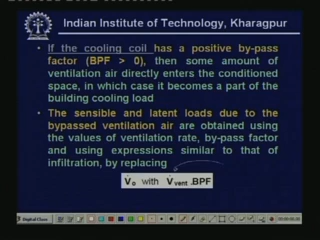 Indian Institute of Technology, Kharagpur
• If the cooling coil has a positive by-pass
factor (BPF > 0), then some amount of
ventilation air directly enters the conditioned
space, in which case it becomes a part of the
building cooling load
• The sensible and latent loads due to the
bypassed ventilation air are obtained using
the values of ventilation rate, by-pass factor
and using expressions similar to that of
infiltration, by replacing
V̇o with V̇vent .BPF